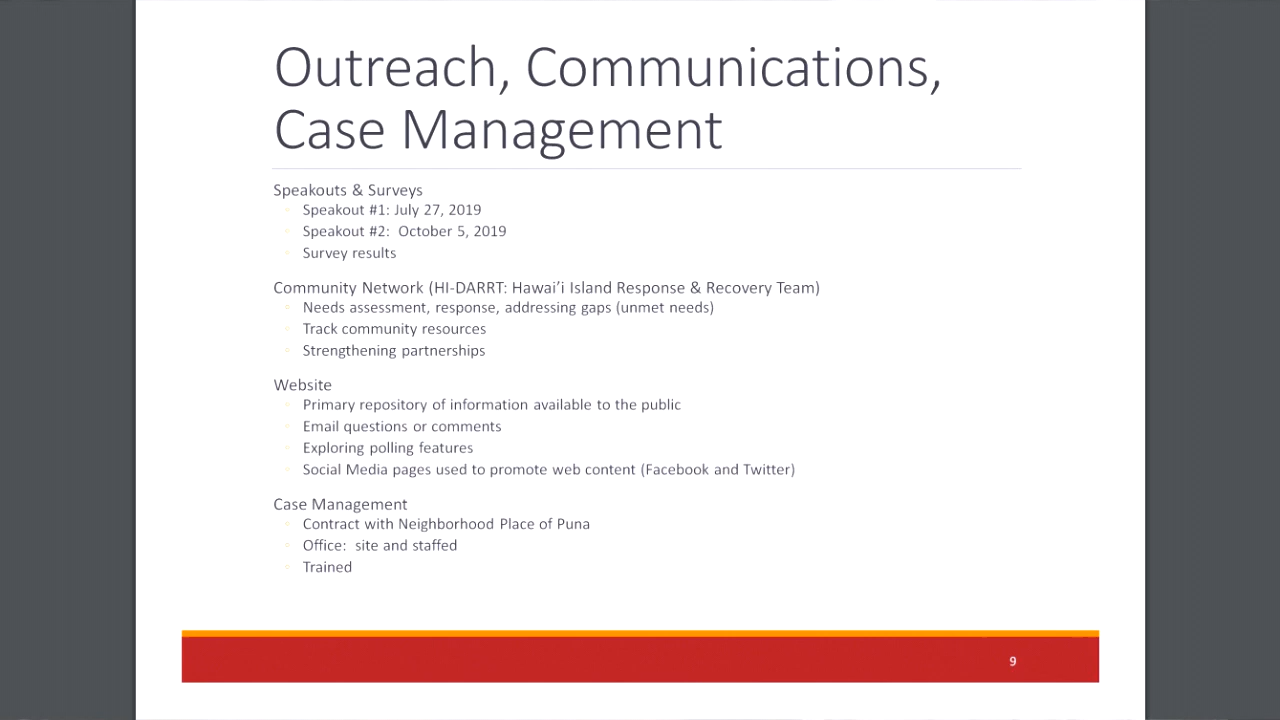 Outreach, Communications,
Case Management
Speakouts & Surveys
Speakout #1: July 27, 2019
Speakout #2:  October 5, 2019
Survey results
Community Network (HI-DARRT: Hawai’i Island Response & Recovery Team)
Needs assessment, response, addressing gaps (unmet needs)
Track community resources
Strengthening partnerships
Website
Primary repository of information available to the public
Email questions or comments
Exploring polling features
Social Media pages used to promote web content (Facebook and Twitter)
Case Management
Contract with Neighborhood Place of Puna
Office:  site and staffed
Trained
9